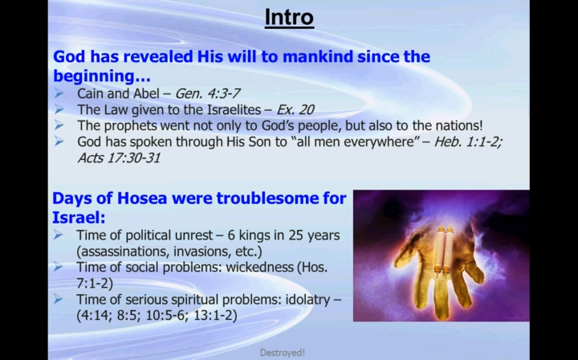 Intro
God has revealed His will to mankind since the
beginning…
Cain and Abel – Gen. 4:3-7
The Law given to the Israelites – Ex. 20
The prophets went not only to God's people, but also to the nations!
God has spoken through His Son to "all men everywhere" – Heb. 1:1-2;
Acts 17:30-31
Days of Hosea were troublesome for
Israel:
Time of political unrest – 6 kings in 25 years
(assassinations, invasions, etc.)
Time of social problems: wickedness (Hos.
7:1-2)
Time of serious spiritual problems: idolatry –
(4:14; 8:5; 10:5-6; 13:1-2)
Destroyed!